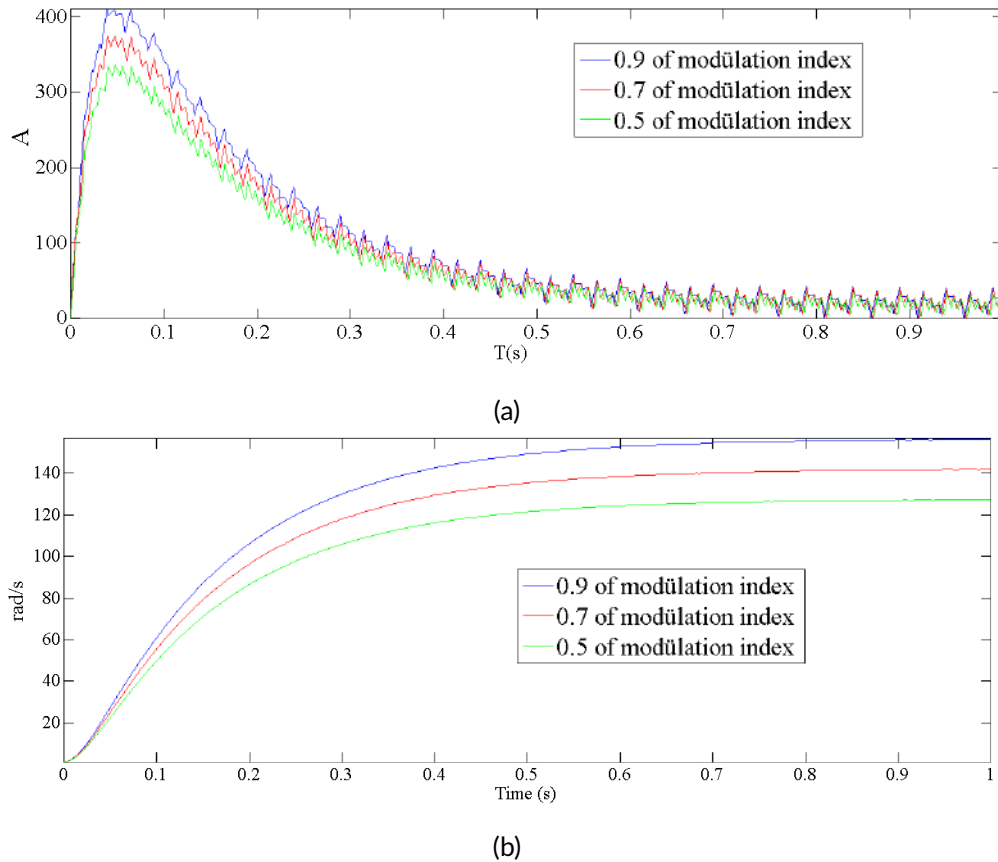 400
300
200
100
0
A
0.9 of modülation index
0.7 of modülation index
0.5 of modülation index
0 0.1 0.2 0.3 0.4 0.5 0.6 0.7 0.8 0.9
T(s)
(a)
140
120
100
80
60
40
20
rad/s
0.9 of modülation index
0.7 of modülation index
0.5 of modülation index
0 0.1 0.2 0.3 0.4 0.5 0.6 0.7 0.8 0.9 1
Time (s)
(b)